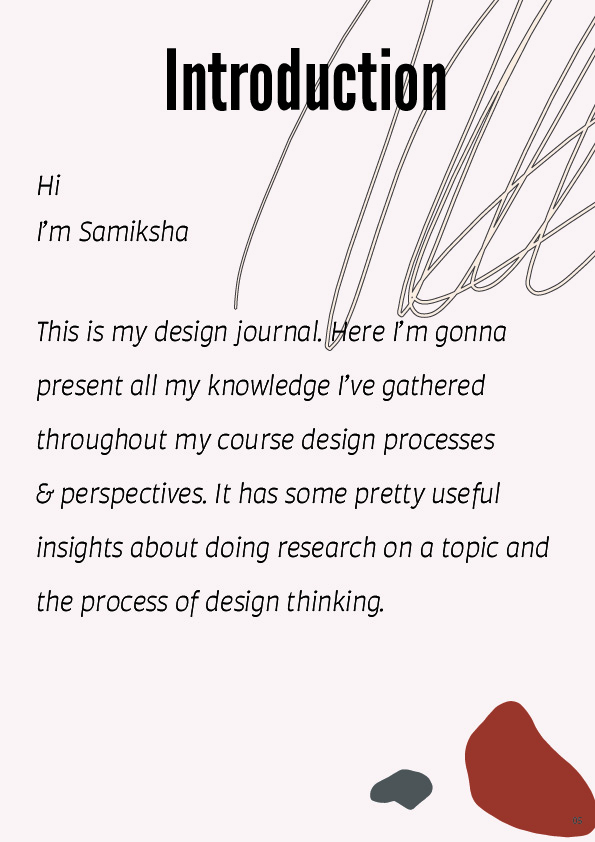 Introduction
Hi
I’m Samiksha
This is my design journal. Here I’m gonna
present all my knowledge I’ve gathered
throughout my course design processes
& perspectives. It has some pretty useful
insights about doing research on a topic and
the process of design thinking.